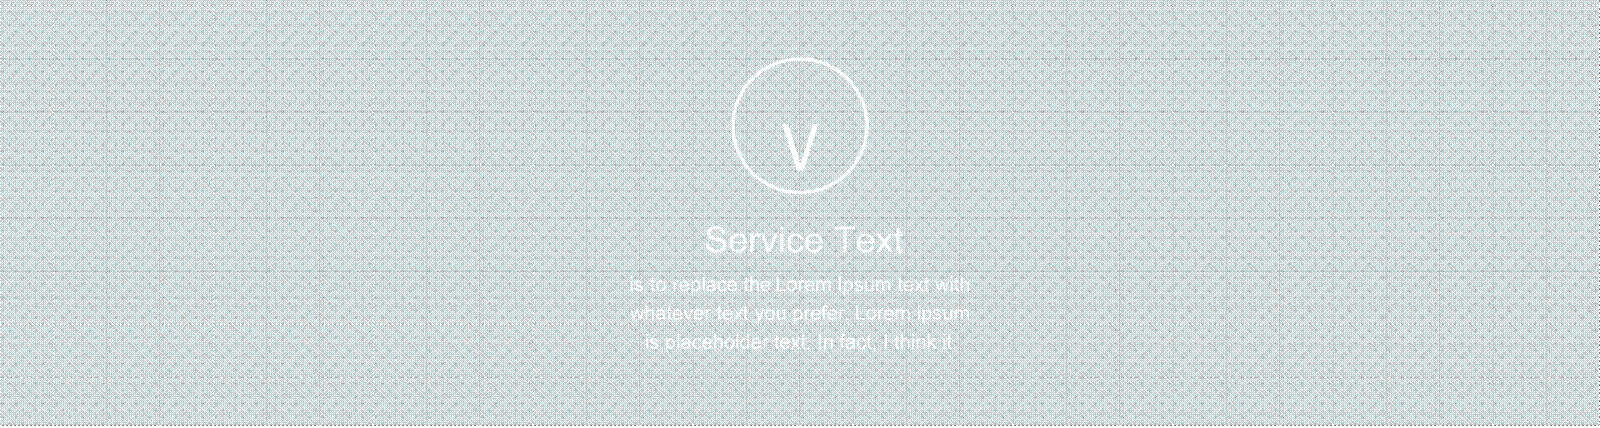 V
Service Text
is to replace the Lorem Ipsum text with
whatever text you prefer. Lorem ipsum
is placeholder text. In fact, I think it